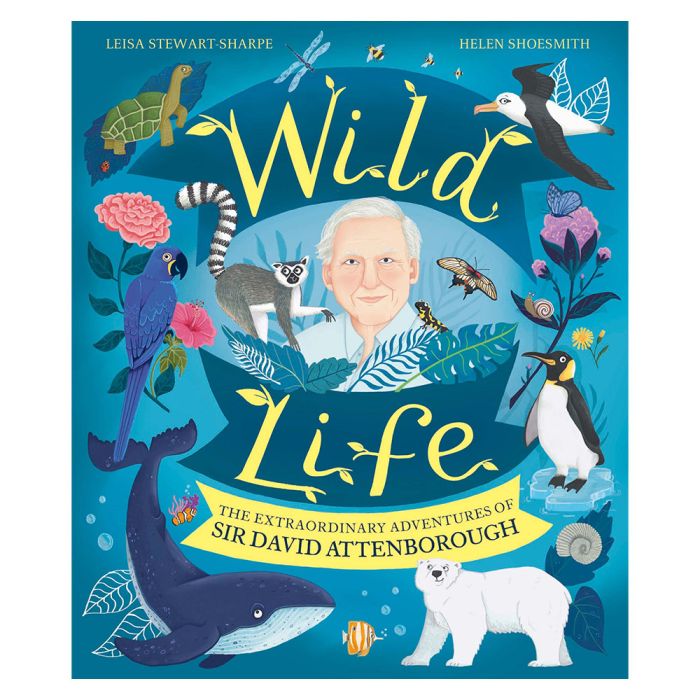 LEISA STEWART-SHARPE HELEN SHOESMITH
Wild
Life
THE EXTRAORDINARY ADVENTURES OF
SIR DAVID ATTENBOROUGH